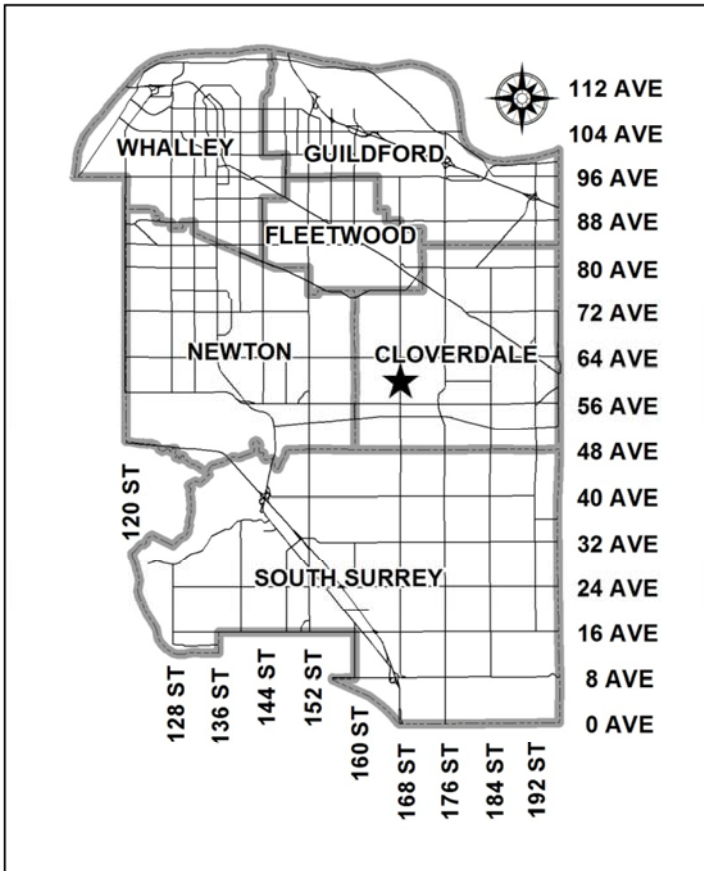 112 AVE
104 AVE
WHALLEY
GUILDFORD
96 AVE
88 AVE
FLEETWOOD
80 AVE
72 AVE
NEWTON
CLOVERDALE
64 AVE
56 AVE
48 AVE
120 ST
40 AVE
32 AVE
SOUTH SURREY
24 AVE
16 AVE
128 ST
136 ST
144 ST
152 ST
160 ST
8 AVE
0 AVE
168 ST
176 ST
184 ST
192 ST